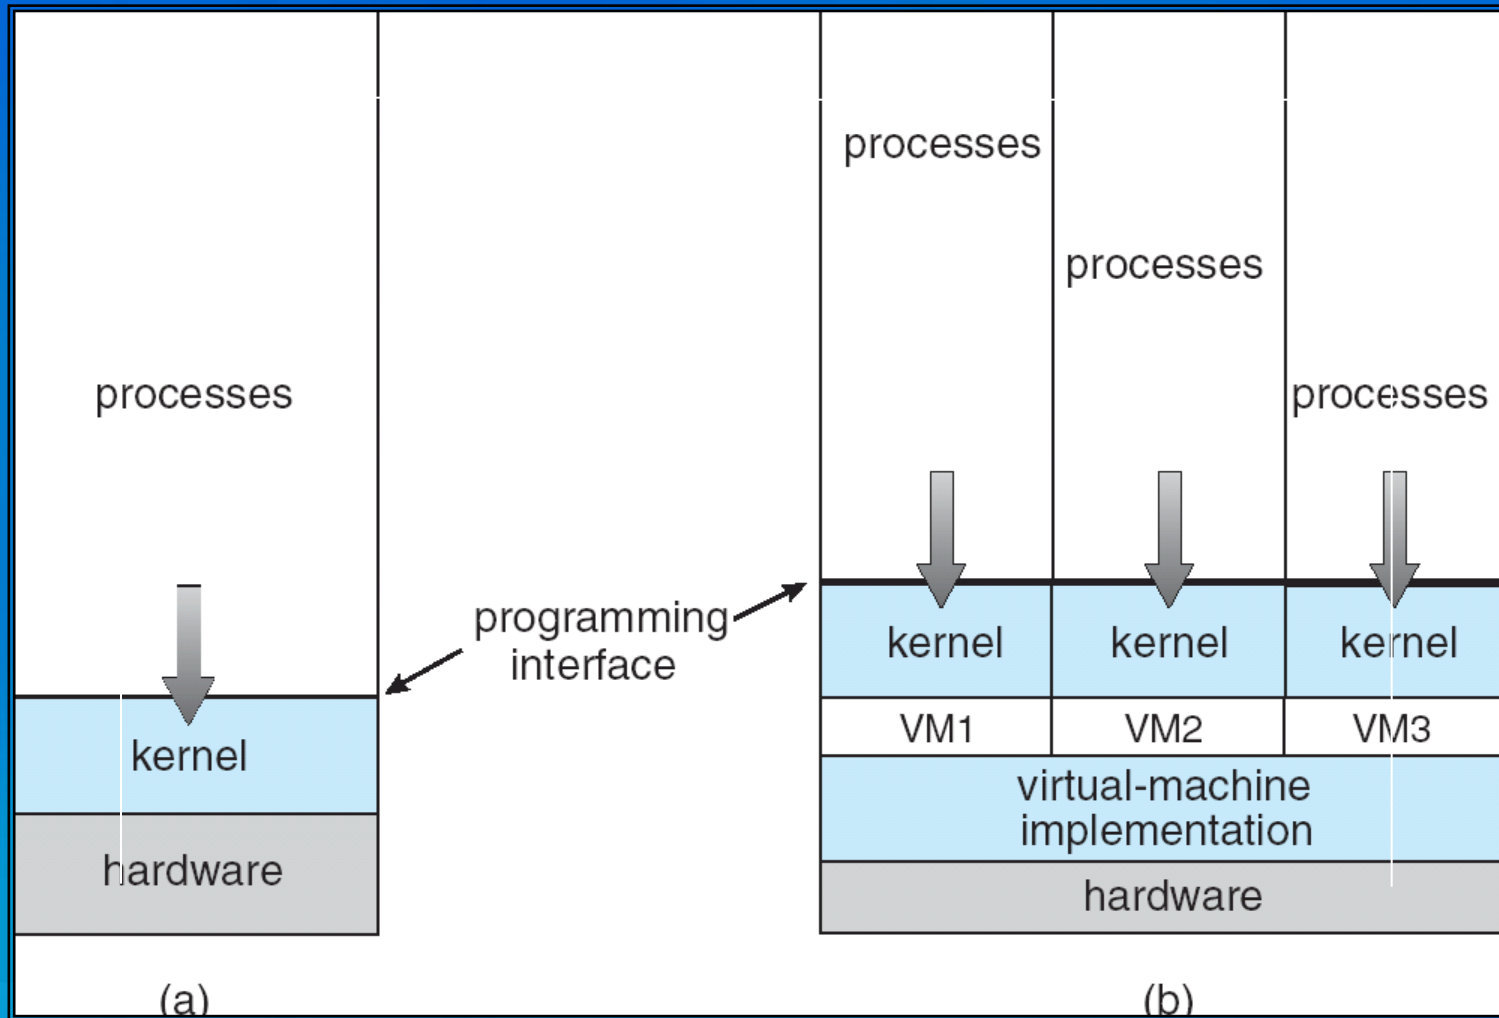 processes
kernel
hardware
(a)
programming
interface
processes
processes
processes
kernel
kernel
kernel
VM1
VM2
VM3
virtual-machine
implementation
hardware
(b)